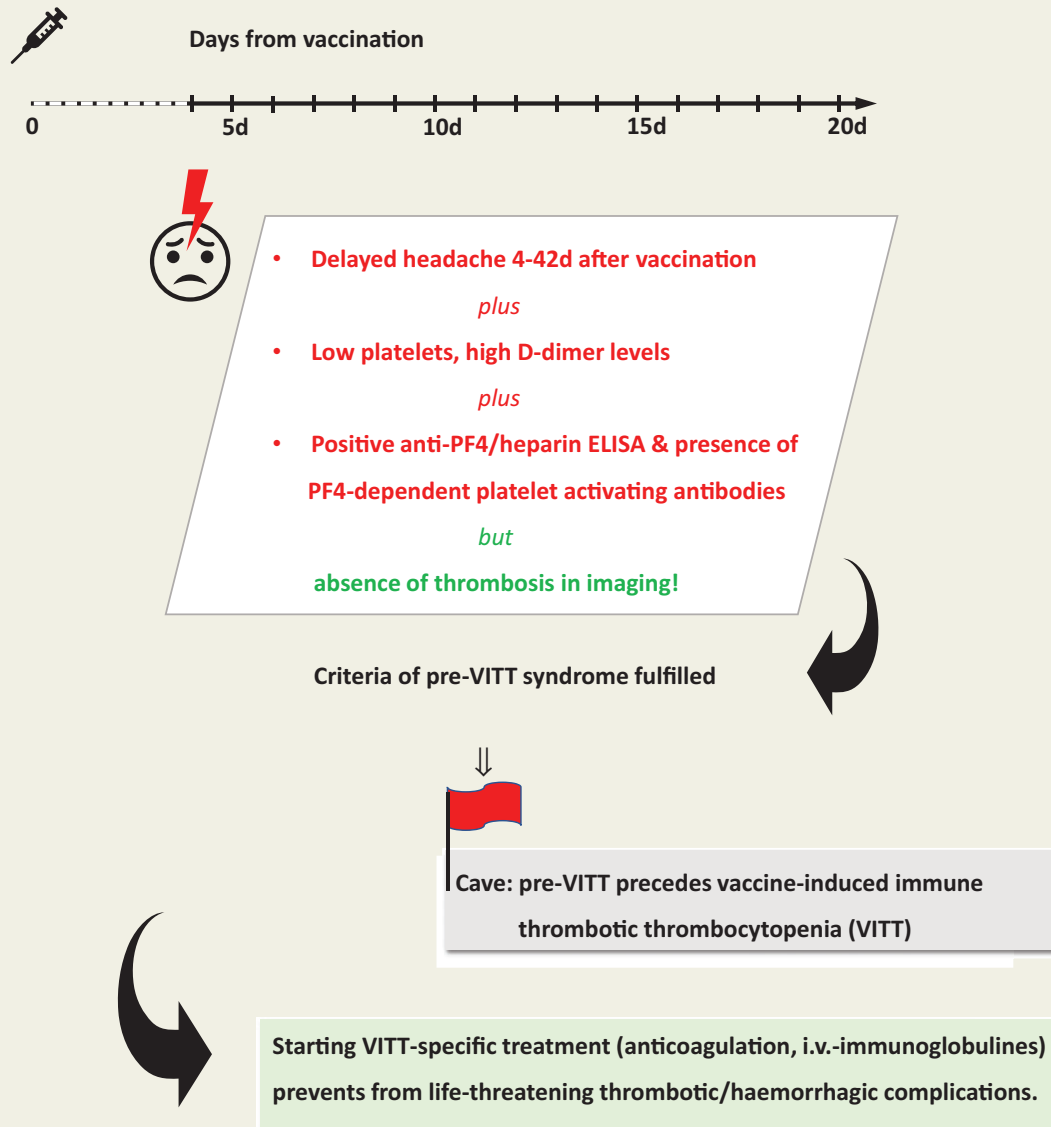 Days from vaccination
0 5d 10d 15d 20d
• Delayed headache 4-42d after vaccination
plus
• Low platelets, high D-dimer levels
plus
• Positive anti-PF4/heparin ELISA & presence of
PF4-dependent platelet activating antibodies
but
absence of thrombosis in imaging!
Criteria of pre-VITT syndrome fulfilled
⇓
Cave: pre-VITT precedes vaccine-induced immune
thrombotic thrombocytopenia (VITT)
Starting VITT-specific treatment (anticoagulation, i.v.-immunoglobulines)
prevents from life-threatening thrombotic/haemorrhagic complications.